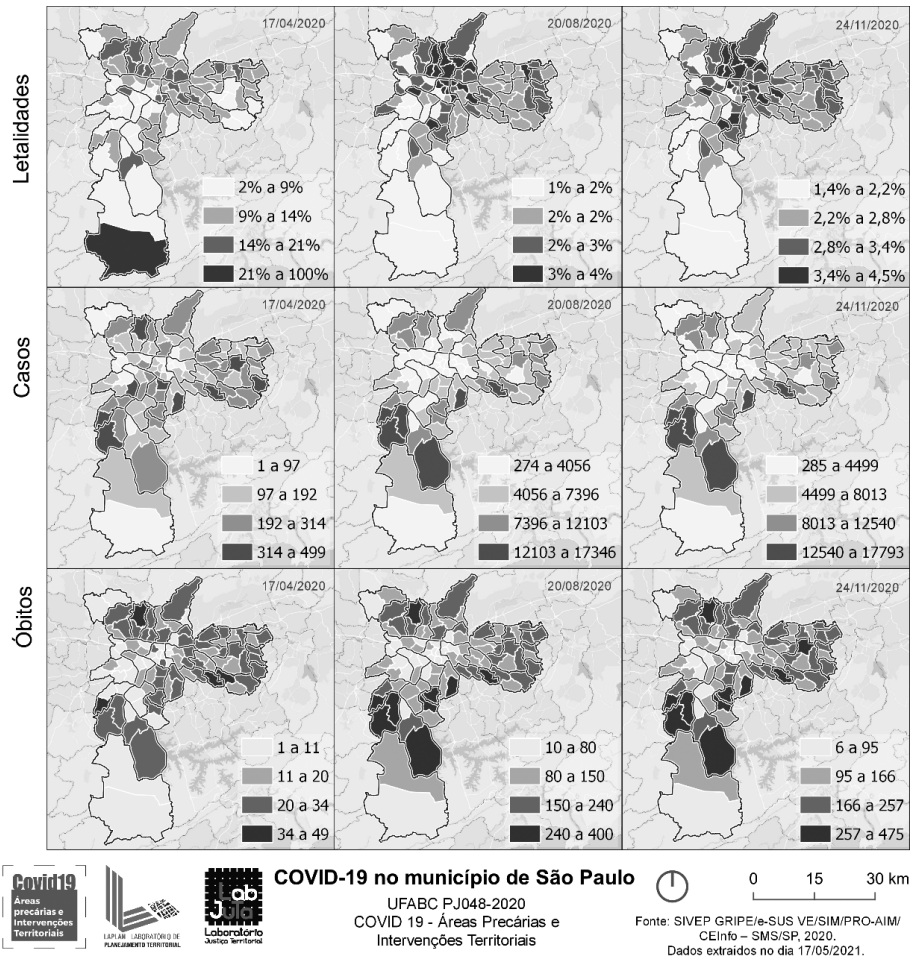 17/04/2020
20/08/2020
24/11/2020
Letalidades
2% a 9%
9% a 14%
14% a 21%
21% a 100%
1% a 2%
2% a 2%
2% a 3%
3% a 4%
1,4% a 2,2%
2,2% a 2,8%
2,8% a 3,4%
3,4% a 4,5%
17/04/2020
20/08/2020
24/11/2020
Casos
1 a 97
97 a 192
192 a 314
314 a 499
274 a 4056
4056 a 7396
7396 a 12103
12103 a 17346
285 a 4499
4499 a 8013
8013 a 12540
12540 a 17793
17/04/2020
20/08/2020
24/11/2020
Óbitos
1 a 11
11 a 20
20 a 34
34 a 49
10 a 80
80 a 150
150 a 240
240 a 400
6 a 95
95 a 166
166 a 257
257 a 475
Covid19
Áreas
precárias e
Intervenções
Territoriais
LAPLAN LABORATÓRIO DE
PLANEJAMENTO TERRITORIAL
Lab
Juta
Laboratório
Justiça Territorial
COVID-19 no município de São Paulo
UFABC PJ048-2020
COVID 19 - Áreas Precárias e
Intervenções Territoriais
0 15 30 km
Fonte: SIVEP GRIPE/e-SUS VE/SIM/PRO-AIM/
CEInfo – SMS/SP, 2020.
Dados extraidos no dia 17/05/2021.